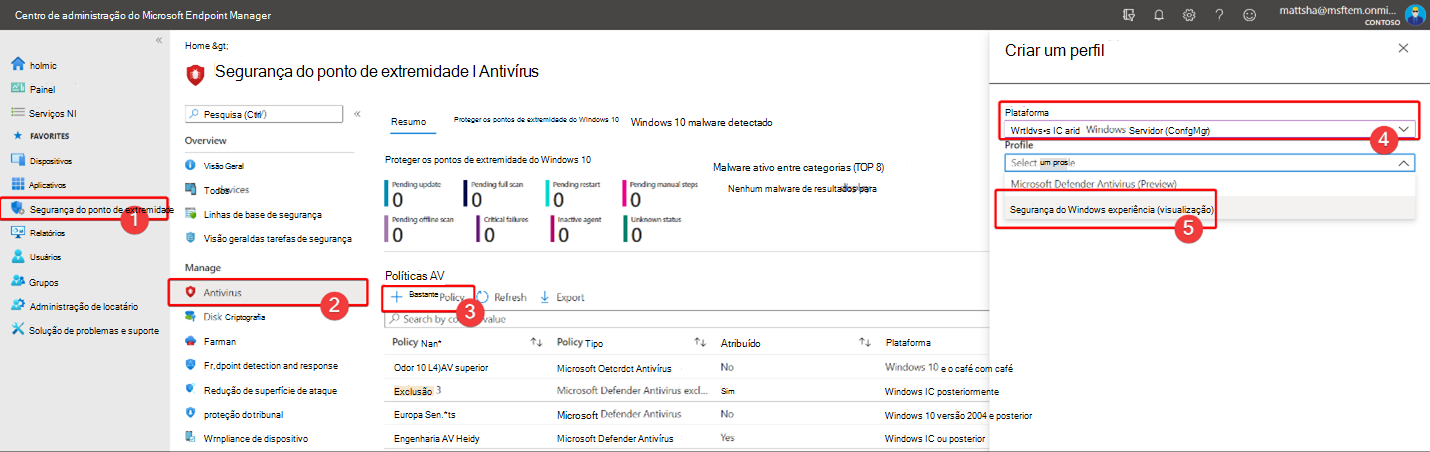 Centro de administração do Microsoft Endpoint Manager
mattsha@msftem.onmi...
CONTOSO
«
holmic
Painel
Serviços NI
FAVORITES
Dispositivos
Aplicativos
Segurança do ponto de extremidade
1
Relatórios
Usuários
Grupos
Administração de locatário
Solução de problemas e suporte
Home &gt;
Segurança do ponto de extremidade I Antivírus
Pesquisa (Ctrl/)
«
Overview
Visão Geral
Todos devices
Linhas de base de segurança
Visão geral das tarefas de segurança
Manage
Antivirus
2
Disk Criptografia
Farman
Fr,dpoint detection and response
Redução de superfície de ataque
proteção do tribunal
Wrnpliance de dispositivo
Resumo
Proteger os pontos de extremidade do Windows 10
Windows 10 malware detectado
Proteger os pontos de extremidade do Windows 10
Pending update
0
Pending full scan
0
Pending restart
0
Pending manual steps
0
Pending offline scan
0
Critical failures
0
Inactive agent
0
Unknown status
0
Malware ativo entre categorias (TOP 8)
Nenhum malware de resultados para
Políticas AV
Bastante Policy
3
Refresh
Export
Search by value
Policy Nan* Policy Tipo Atribuído Plataforma
Odor 10 L4)AV superior Microsoft Oetcrdct Antivírus No Windows 10 e o café com café
Exclusão 3 Microsoft Defender Antivirus excl... Sim Windows IC posteriormente
Europa Sen.*ts Microsoft Defender Antivirus No Windows 10 versão 2004 e posterior
Engenharia AV Heidy Microsoft Defender Antivírus Yes Windows IC ou posterior
Criar um perfil
Plataforma
Wrtldvs+s IC arid Windows Servidor (ConfgMgr)
4
Profile
Select um prosle
Microsoft Defender Antivirus (Preview)
Segurança do Windows experiência (visualização)
5